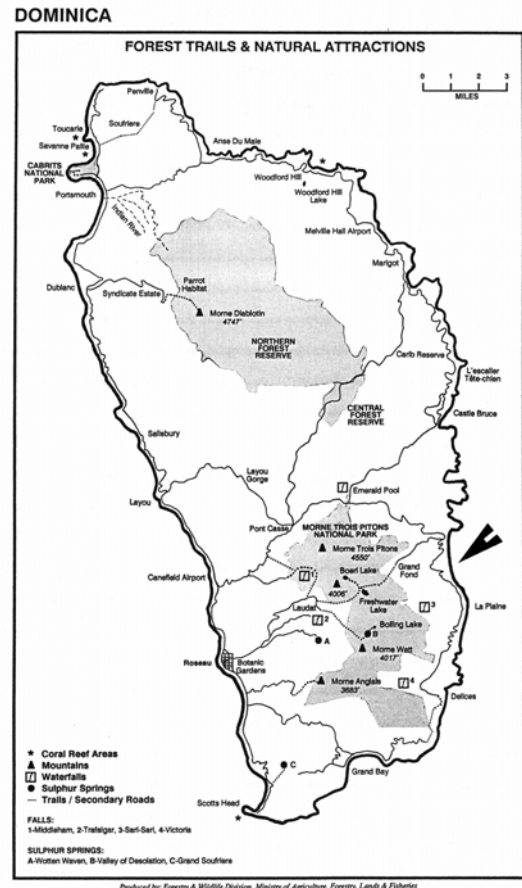 DOMINICA
FOREST TRAILS & NATURAL ATTRACTIONS
0 1 2 3
MILES
Penville
Soufriere
Toucarie
Savanne Paille
CABRITS
NATIONAL
PARK
Portsmouth
Indian River
Anse Du Male
Woodford Hill
Woodford Hill
Lake
Melville Hall Airport
Marigot
Dublanc
Syndicate Estate
Parrot
Habitat
Morne Diablotin
4747'
NORTHERN
FOREST
RESERVE
Carib Reserve
L'escalier
Tête-chien
CENTRAL
FOREST
RESERVE
Castle Bruce
Salisbury
Layou
Gorge
Layou
Emerald Pool
Pont Casse
MORNE TROIS PITONS
NATIONAL PARK
Morne Trois Pitons
4550'
Canefield Airport
1
Boeri Lake
Grand
Fond
4006'
Freshwater
Lake
Laudat
2
3
La Plaine
Boiling Lake
A
B
Roseau
Botanic
Gardens
Morne Watt
4017'
Morne Anglais
3683'
4
Delices
C
Grand Bay
Scotts Head
Coral Reef Areas
Mountains
Waterfalls
Sulphur Springs
Trails / Secondary Roads
FALLS:
1-Middleham, 2-Trafalgar, 3-Sari-Sari, 4-Victoria
SULPHUR SPRINGS:
A-Wotten Waven, B-Valley of Desolation, C-Grand Soufriere
Produced by: Forestry & Wildlife Division, Ministry of Agriculture, Forestry, Lands & Fisheries